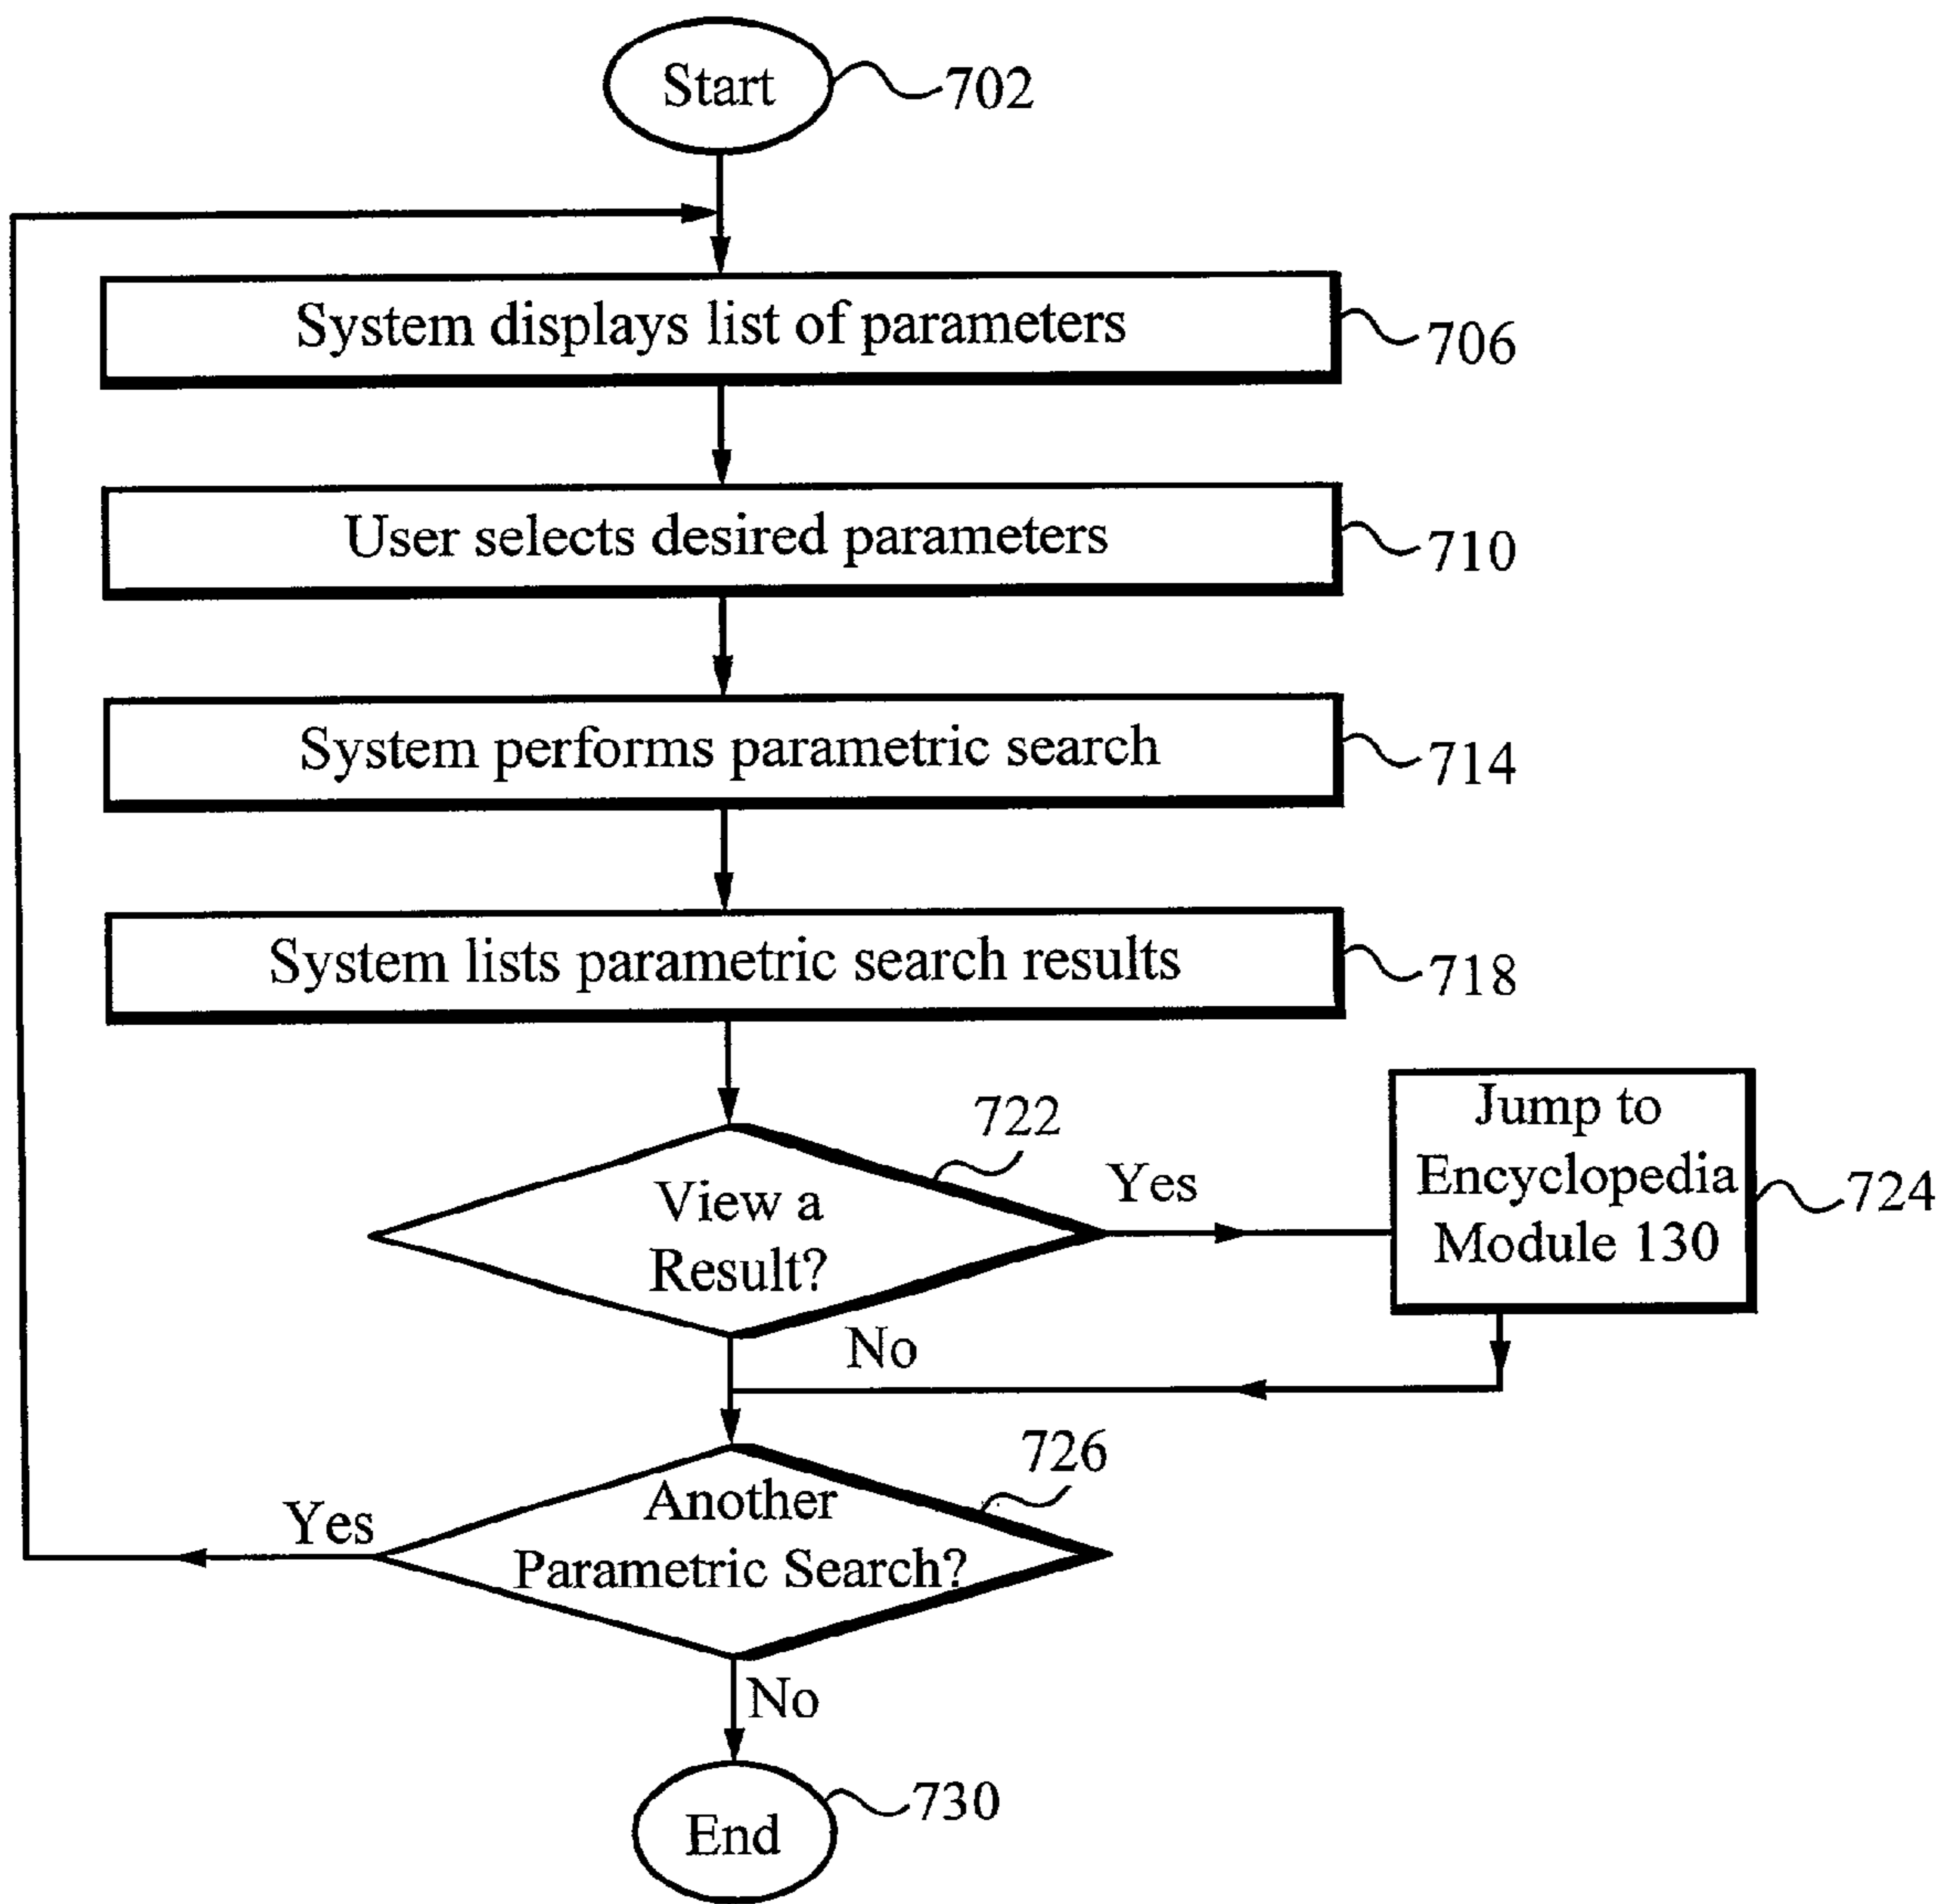 Start
702
System displays list of parameters
706
User selects desired parameters
710
System performs parametric search
714
System lists parametric search results
718
722
View a
Result?
Yes
Jump to
Encyclopedia
Module 130
724
No
726
Another
Parametric Search?
Yes
No
End
730